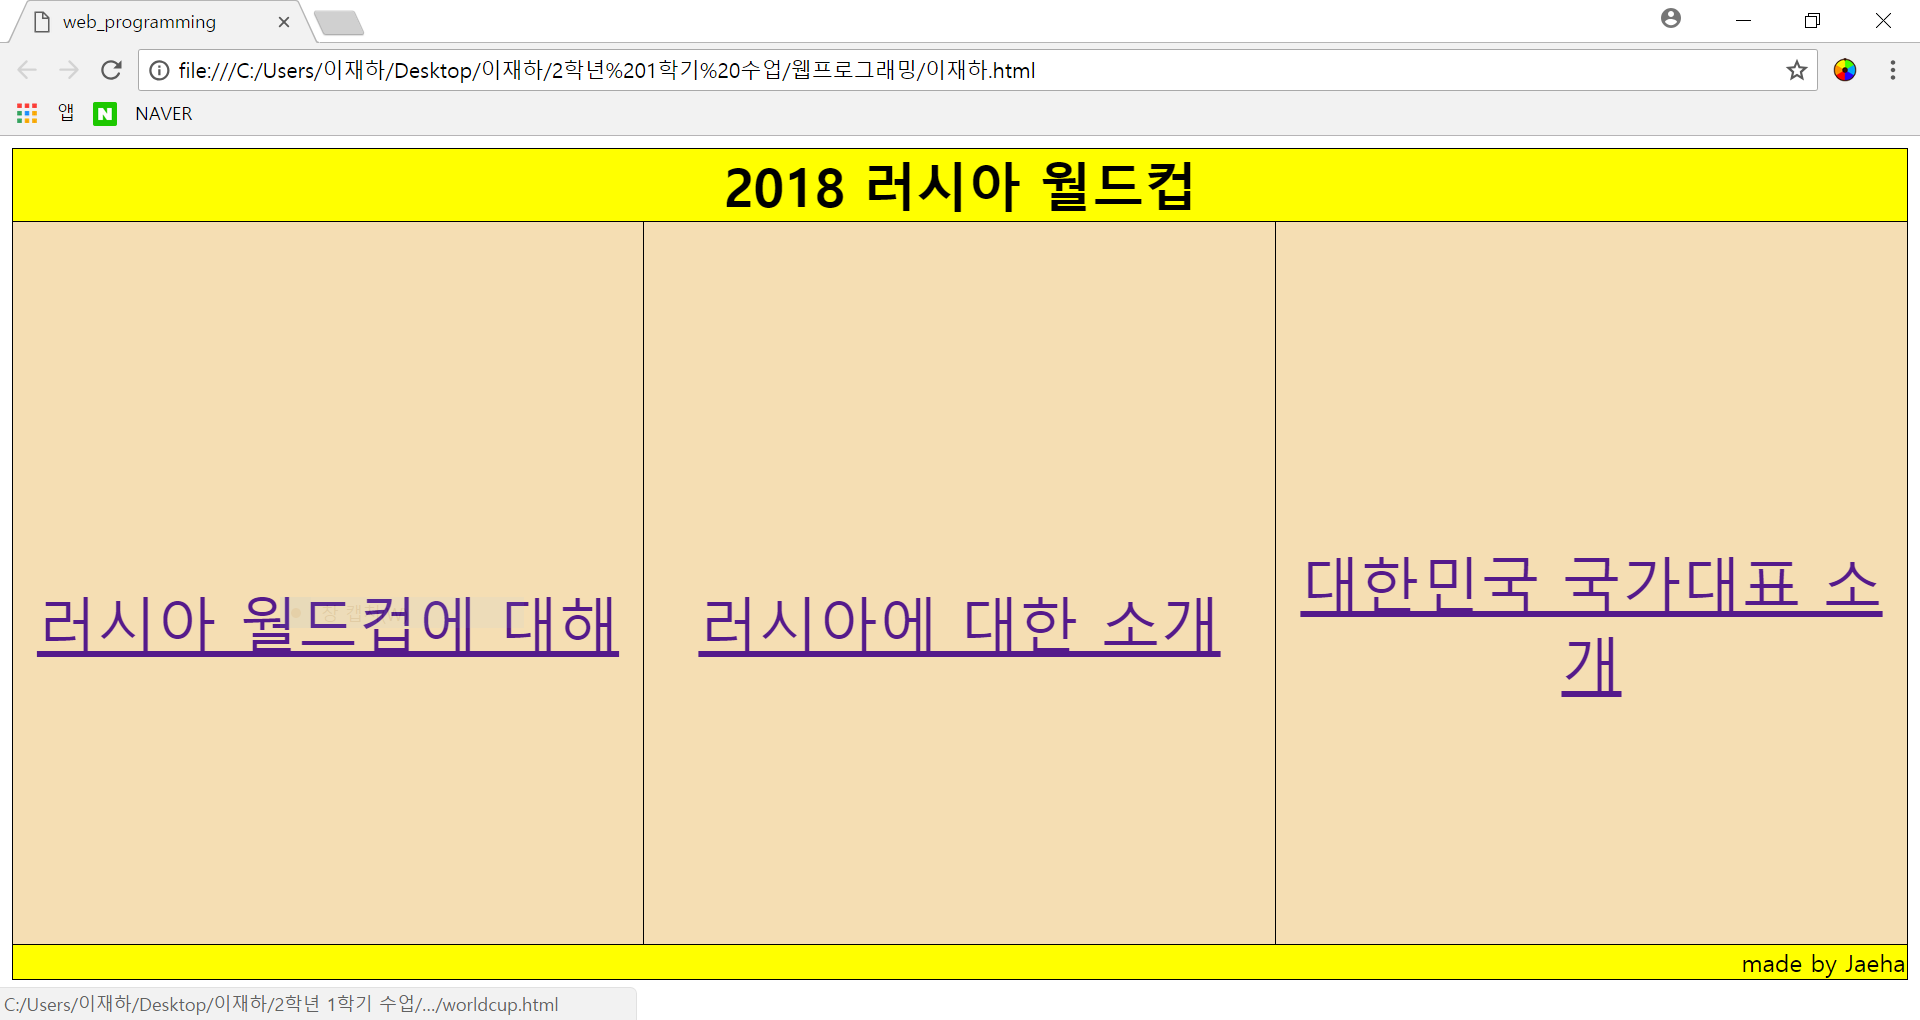 web_programming
file:///C:/Users/이재하/Desktop/이재하/2학년%201학기%20수업/웹프로그래밍/이재하.html
앱 N NAVER
2018 러시아 월드컵
러시아 월드컵에 대해
러시아에 대한 소개
대한민국 국가대표 소
개
made by Jaeha
C:/Users/이재하/Desktop/이재하/2학년 1학기 수업/.../worldcup.html